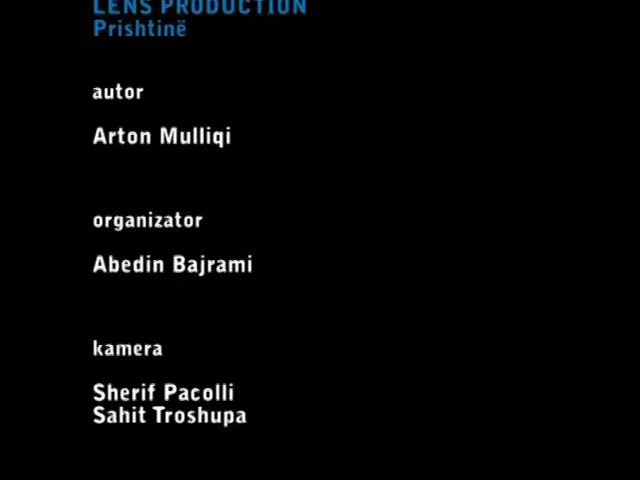 LENS PRODUCTION
Prishtinë
autor
Arton Mulliqi
organizator
Abedin Bajrami
kamera
Sherif Pacolli
Sahit Troshupa